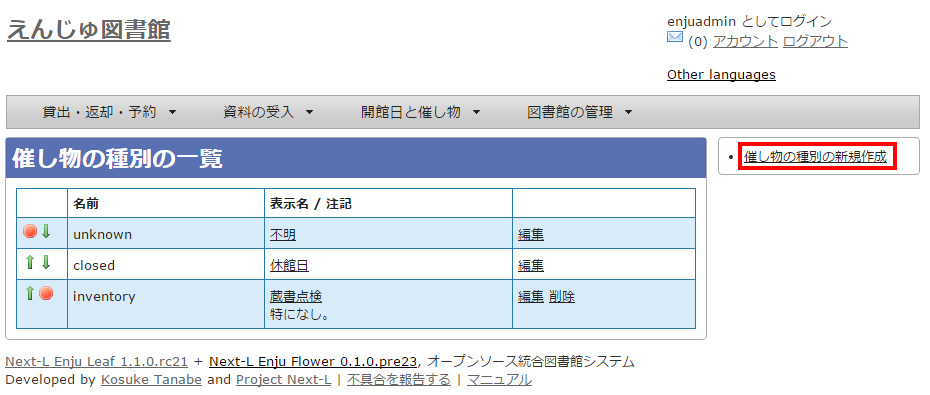 えんじゅ図書館
enjuadmin としてログイン
(0) アカウント ログアウト
Other languages
貸出・返却・予約 資料の受入 開館日と催し物 図書館の管理
催し物の種別の一覧
催し物の種別の新規作成
名前 表示名 / 注記
unknown 不明 編集
closed 休館日 編集
inventory 蔵書点検 編集 削除
特になし。
Next-L Enju Leaf 1.1.0.rc21 + Next-L Enju Flower 0.1.0.pre23, オープンソース統合図書館システム
Developed by Kosuke Tanabe and Project Next-L | 不具合を報告する | マニュアル